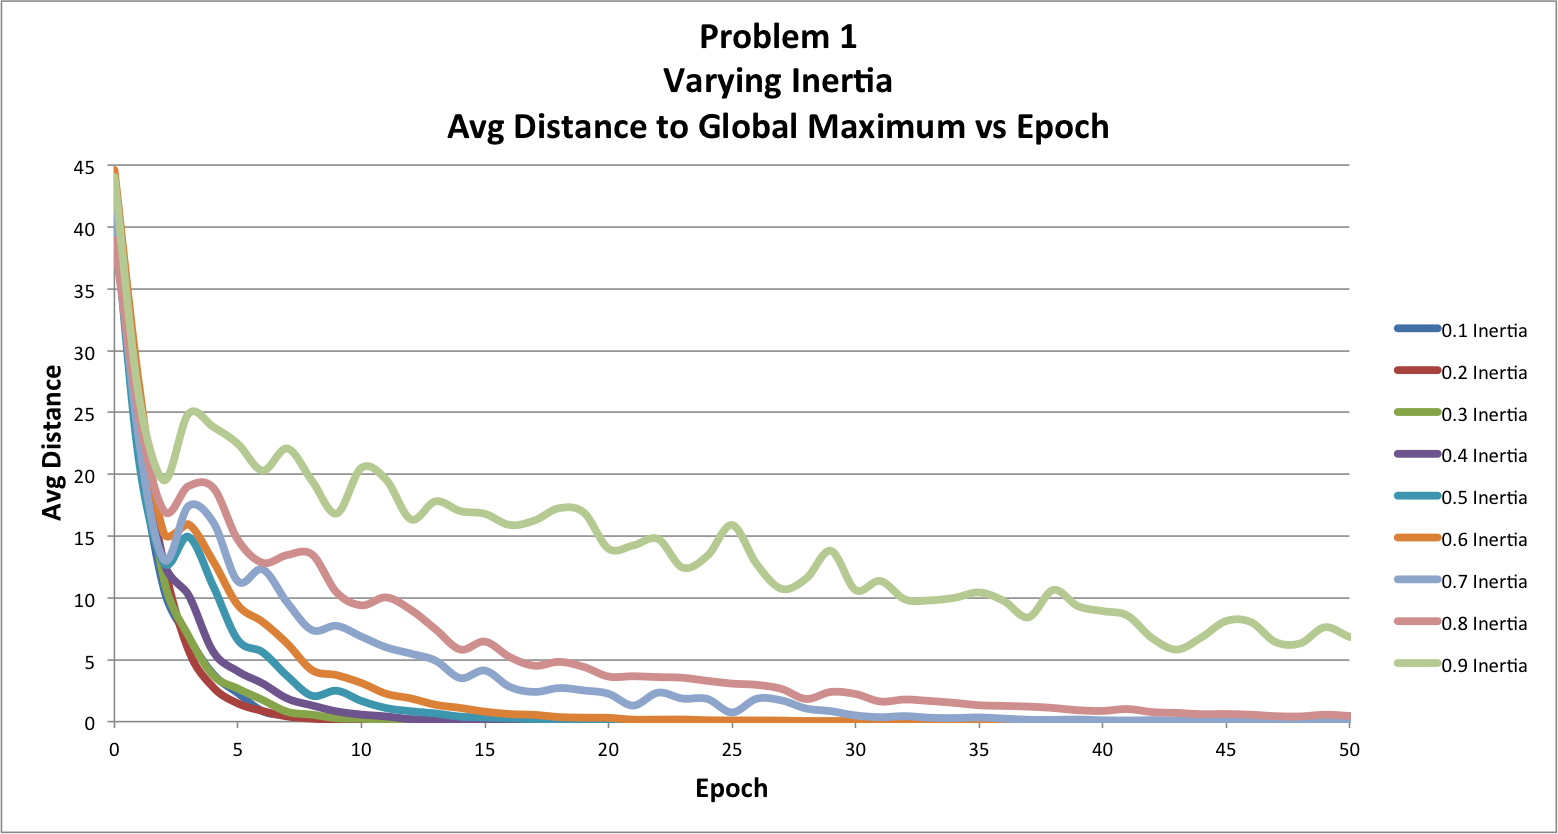 Problem 1
Varying Inertia
Avg Distance to Global Maximum vs Epoch
45
40
35
30
25
20
15
10
5
0
Avg Distance
0 5 10 15 20 25 30 35 40 45 50
Epoch
0.1 Inertia
0.2 Inertia
0.3 Inertia
0.4 Inertia
0.5 Inertia
0.6 Inertia
0.7 Inertia
0.8 Inertia
0.9 Inertia